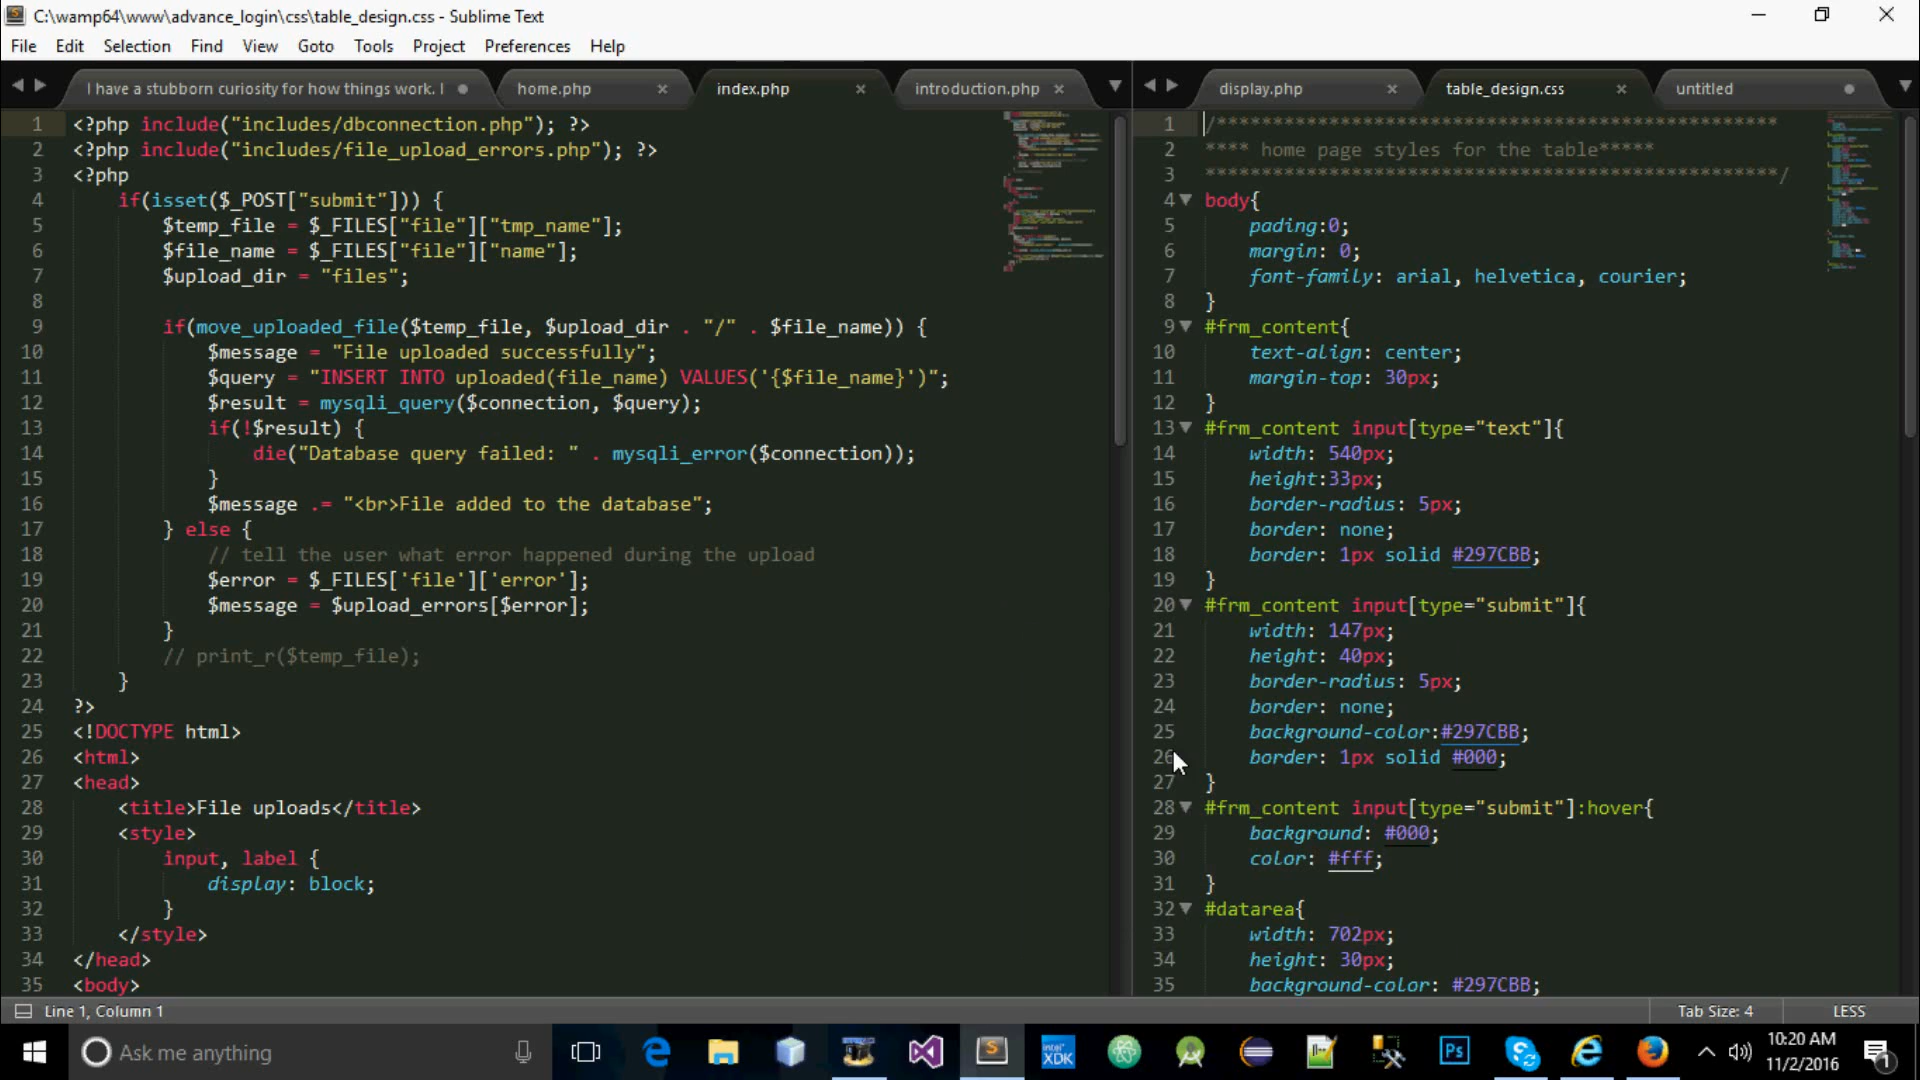 C:\wamp64\www\advance_login\css\table_design.css - Sublime Text
File Edit Selection Find View Goto Tools Project Preferences Help
I have a stubborn curiosity for how things work. I
home.php
index.php
introduction.php
display.php
table_design.css
untitled
1 <?php include("includes/dbconnection.php"); ?>
2 <?php include("includes/file_upload_errors.php"); ?>
3 <?php
4 if(isset($_POST["submit"])) {
5 $temp_file = $_FILES["file"]["tmp_name"];
6 $file_name = $_FILES["file"]["name"];
7 $upload_dir = "files";
8
9 if(move_uploaded_file($temp_file, $upload_dir . "/" . $file_name)) {
10 $message = "File uploaded successfully";
11 $query = "INSERT INTO uploaded(file_name) VALUES('{$file_name}')";
12 $result = mysqli_query($connection, $query);
13 if(!$result) {
14 die("Database query failed: " . mysqli_error($connection));
15 }
16 $message .= "<br>File added to the database";
17 } else {
18 // tell the user what error happened during the upload
19 $error = $_FILES['file']['error'];
20 $message = $upload_errors[$error];
21 }
22 // print_r($temp_file);
23 }
24 ?>
25 <!DOCTYPE html>
26 <html>
27 <head>
28 <title>File uploads</title>
29 <style>
30 input, label {
31 display: block;
32 }
33 </style>
34 </head>
35 <body>
1 /**************************************************
2 **** home page styles for the table*****
3 ***************************************************/
4 body{
5 pading:0;
6 margin: 0;
7 font-family: arial, helvetica, courier;
8 }
9 #frm_content{
10 text-align: center;
11 margin-top: 30px;
12 }
13 #frm_content input[type="text"]{
14 width: 540px;
15 height:33px;
16 border-radius: 5px;
17 border: none;
18 border: 1px solid #297CBB;
19 }
20 #frm_content input[type="submit"]{
21 width: 147px;
22 height: 40px;
23 border-radius: 5px;
24 border: none;
25 background-color:#297CBB;
26 border: 1px solid #000;
27 }
28 #frm_content input[type="submit"]:hover{
29 background: #000;
30 color: #fff;
31 }
32 #datarea{
33 width: 702px;
34 height: 30px;
35 background-color: #297CBB;
Line 1, Column 1
Tab Size: 4
LESS
Ask me anything
intel XDK
Ps
10:20 AM
11/2/2016
1